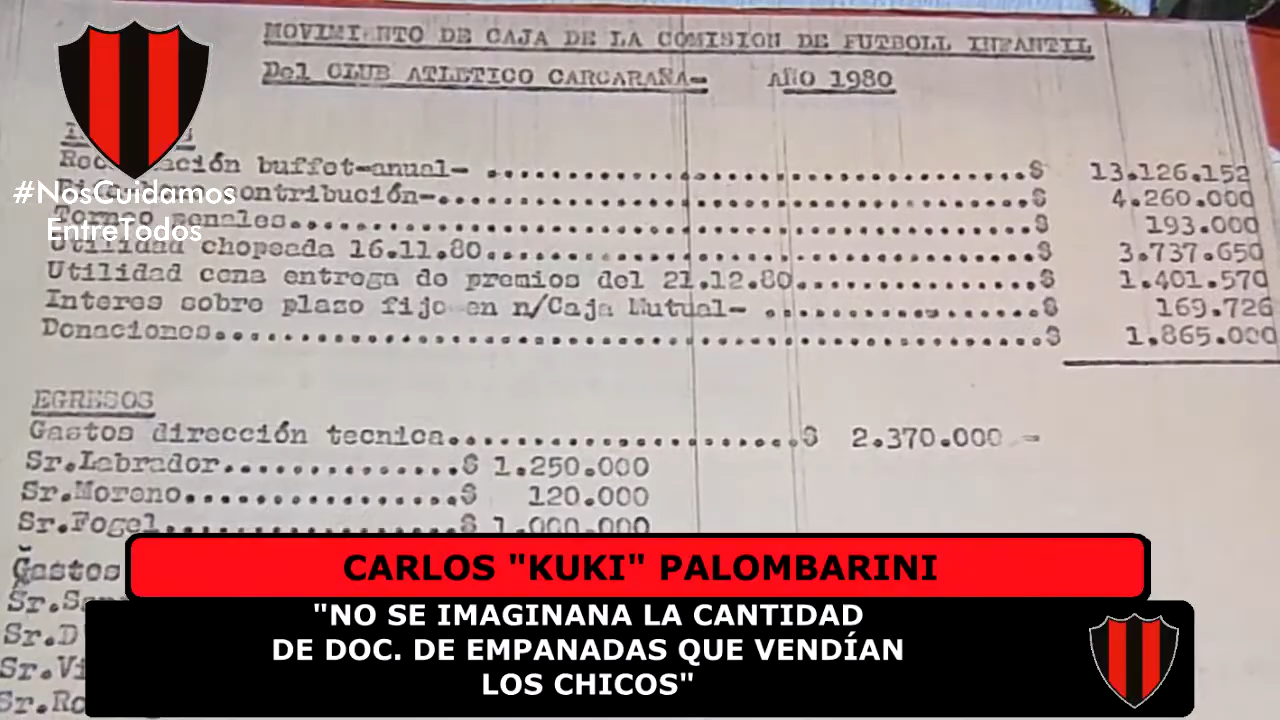 MOVIMIENTO DE CAJA DE LA COMISION DE FUTBOLL INFANTIL
Del CLUB ATLETICO CARCARAÑA- AÑO 1980
#NosCuidamos
EntreTodos
buffet-anual- $ 13.126.152
contribución- $ 4.260.000
Torneo penales $ 193.000
Utilidad chopeada 16.11.80 $ 3.737.650
Utilidad cena entrega de premios del 21.12.80 $ 1.401.570
Interes sobre plazo fijo en n/Caja Mutual- $ 169.726
Donaciones $ 1.865.000
EGRESOS
Gastos dirección tecnica $ 2.370.000 -
Sr.Labrador $ 1.250.000
Sr.Moreno $ 120.000
Sr.Fogel $ 1.000.000
Gastos
CARLOS "KUKI" PALOMBARINI
"NO SE IMAGINANA LA CANTIDAD
DE DOC. DE EMPANADAS QUE VENDÍAN
LOS CHICOS"